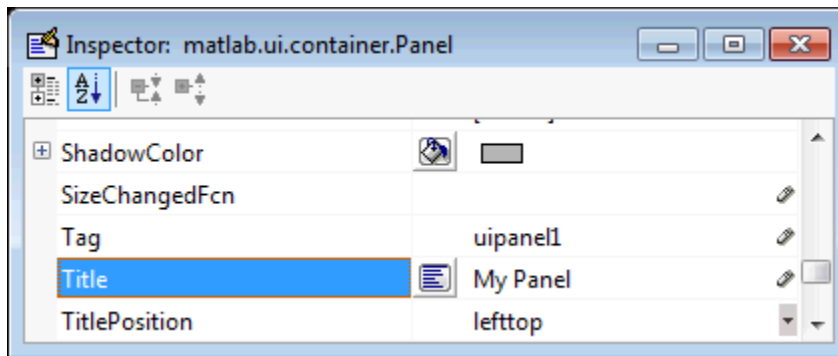 Inspector: matlab.ui.container.Panel
ShadowColor
SizeChangedFcn
Tag uipanel1
Title My Panel
TitlePosition lefttop